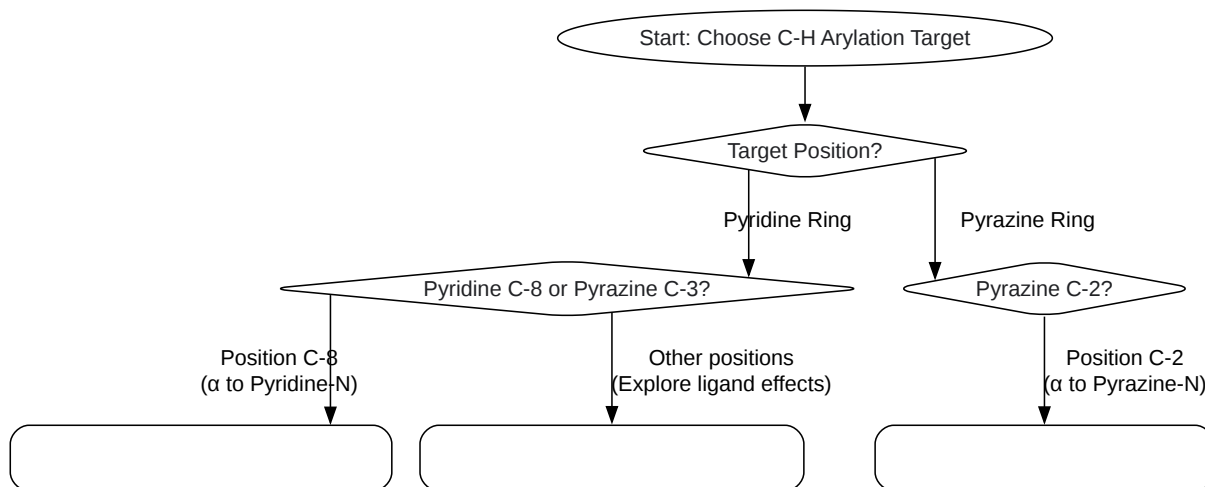 Start: Choose C-H Arylation Target
Target Position?
Pyridine Ring
Pyrazine Ring
Pyridine C-8 or Pyrazine C-3?
Pyrazine C-2?
Position C-8
(α to Pyridine-N)
Other positions
(Explore ligand effects)
Position C-2
(α to Pyrazine-N)